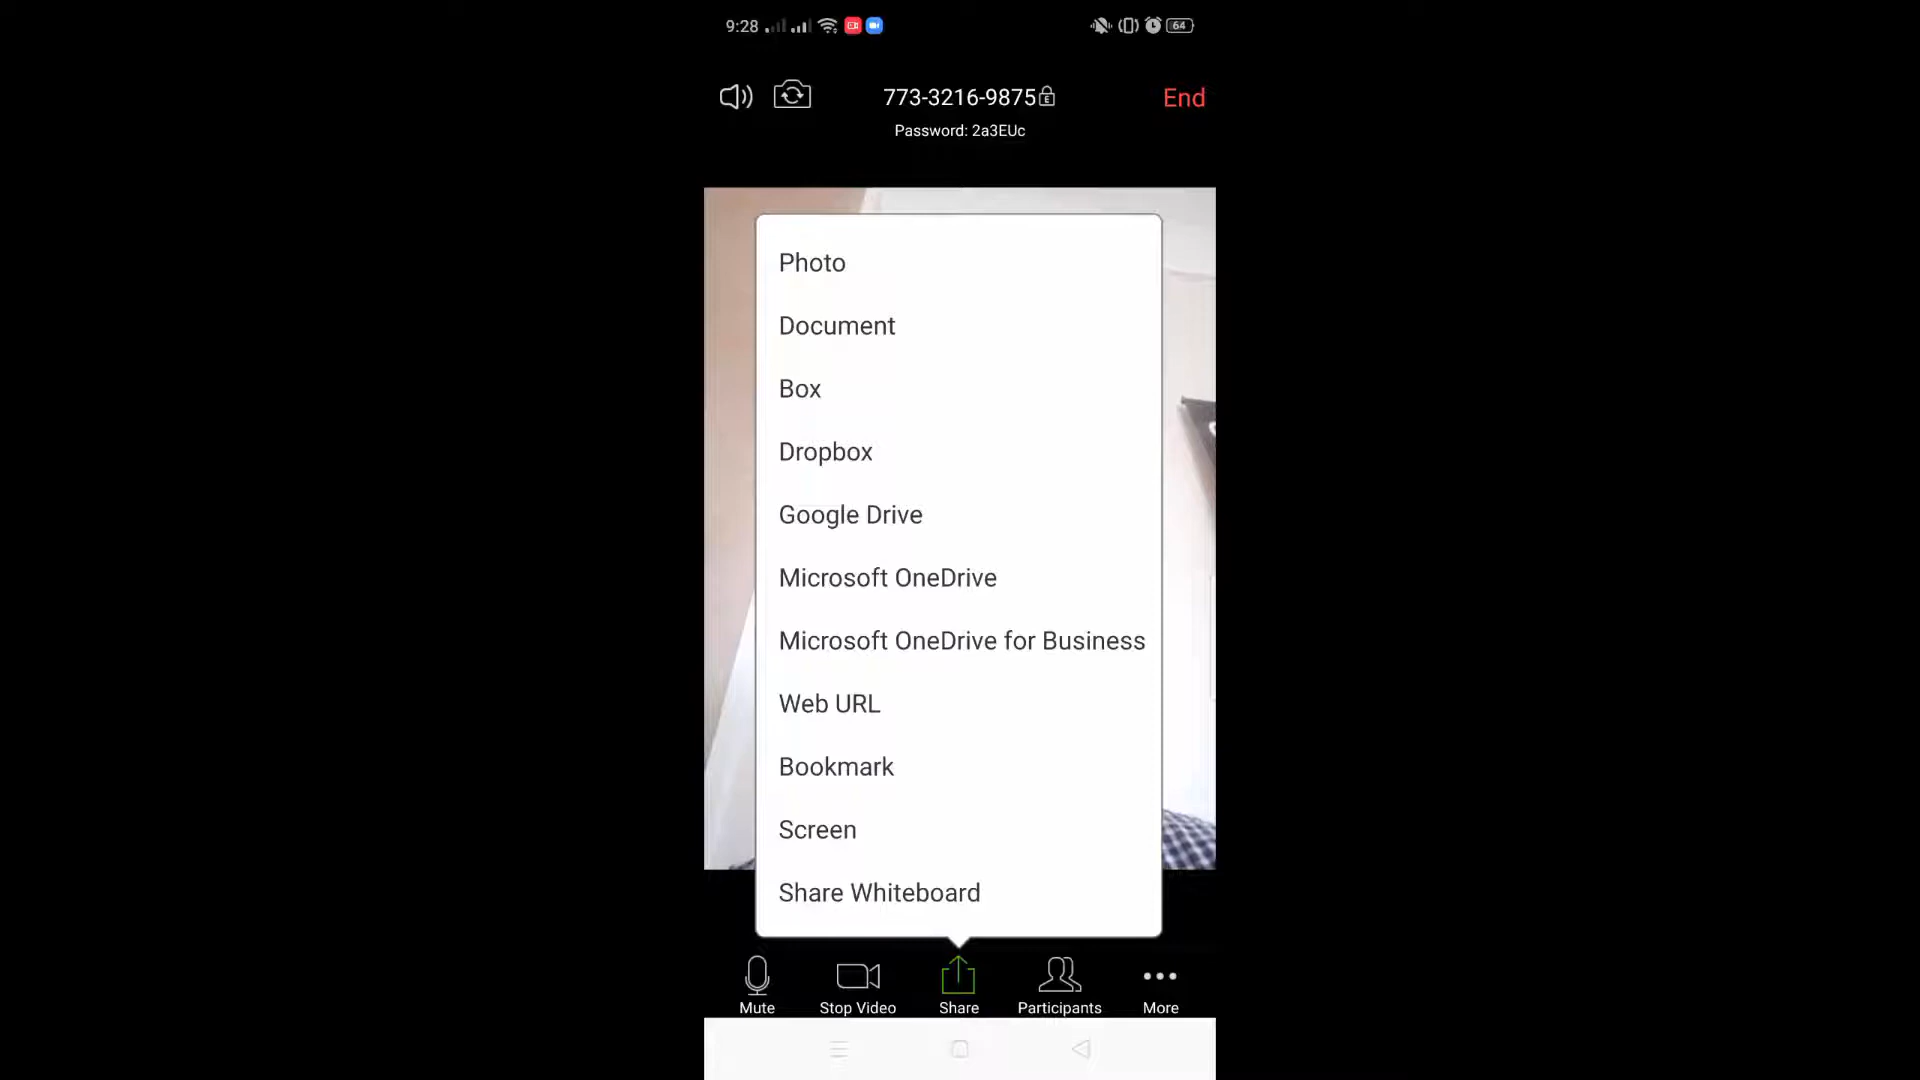 9:28
64
773-3216-9875
End
Password: 2a3EUc
Photo
Document
Box
Dropbox
Google Drive
Microsoft OneDrive
Microsoft OneDrive for Business
Web URL
Bookmark
Screen
Share Whiteboard
Mute
Stop Video
Share
Participants
More